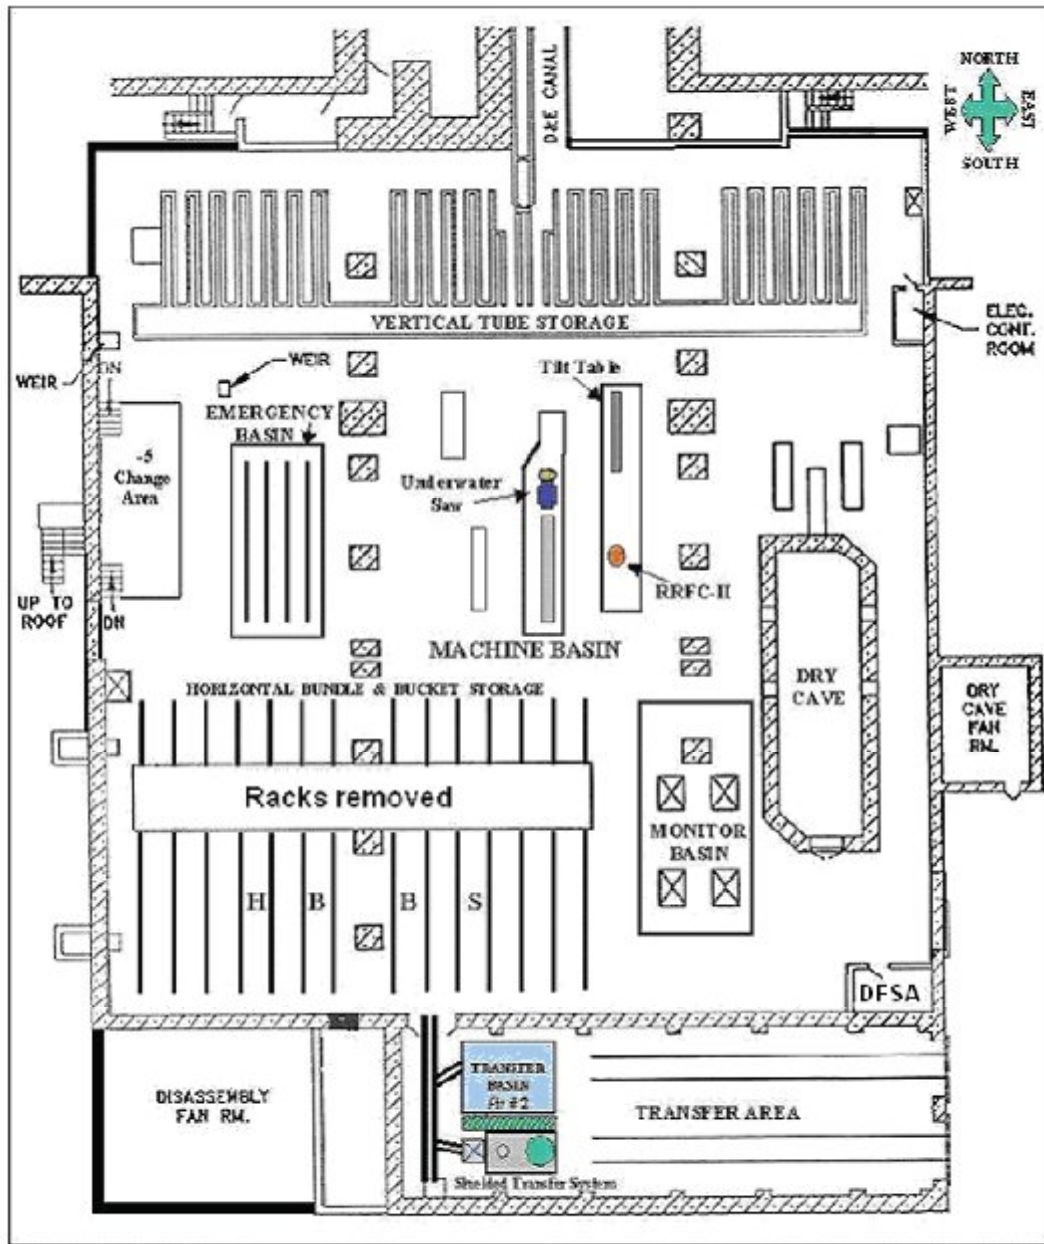 D&E CANAL
NORTH
WEST
EAST
SOUTH
VERTICAL TUBE STORAGE
ELEC.
CONT.
ROOM
WEIR
DN
WEIR
Tilt Table
EMERGENCY
BASIN
-5
Change
Area
Underwater
Saw
UP TO
ROOF
DN
RRFC-II
MACHINE BASIN
HORIZONTAL BUNDLE & BUCKET STORAGE
DRY
CAVE
DRY
CAVE
FAN
RM.
Racks removed
MONITOR
BASIN
H B B S
DFSA
DISASSEMBLY
FAN RM.
TRANSFER
BASIN
Pit #2
TRANSFER AREA
Shielded Transfer System